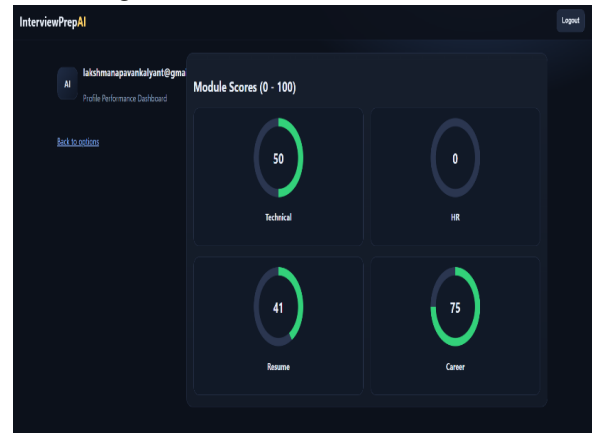 InterviewPrepAI
Logout
AI
lakshmanapavankalyant@gma
Profile Performance Dashboard
Back to options
Module Scores (0 - 100)
50
Technical
0
HR
41
Resume
75
Career